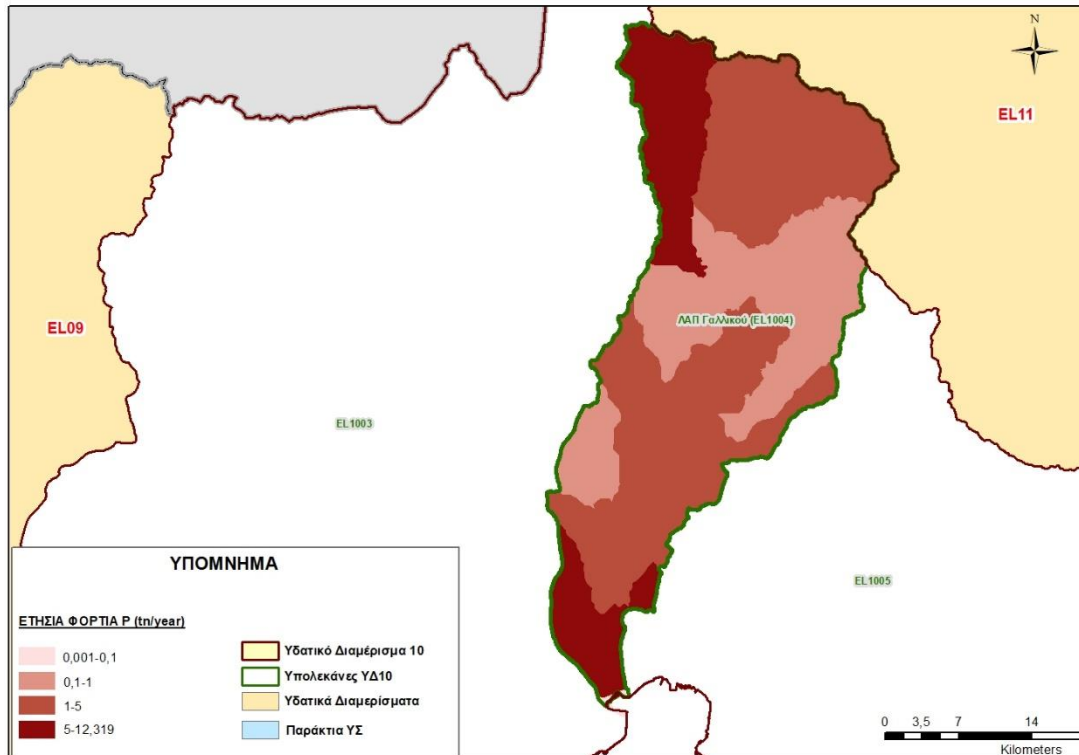 N
EL11
EL09
ΛΑΠ Γαλλικού (EL1004)
EL1003
EL1005
ΥΠΟΜΝΗΜΑ
ΕΤΗΣΙΑ ΦΟΡΤΙΑ P (tn/year)
0,001-0,1
0,1-1
1-5
5-12,319
Υδατικό Διαμέρισμα 10
Υπολεκάνες ΥΔ10
Υδατικά Διαμερίσματα
Παράκτια ΥΣ
0 3,5 7 14
Kilometers